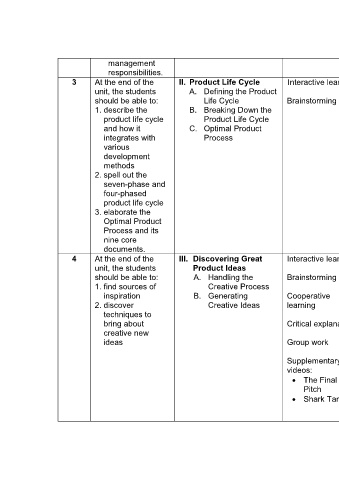 management
responsibilities.
3
At the end of the
unit, the students
should be able to:
1. describe the
product life cycle
and how it
integrates with
various
development
methods
2. spell out the
seven-phase and
four-phased
product life cycle
3. elaborate the
Optimal Product
Process and its
nine core
documents.
II. Product Life Cycle
A. Defining the Product
Life Cycle
B. Breaking Down the
Product Life Cycle
C. Optimal Product
Process
Interactive
Brainstorming
4
At the end of the
unit, the students
should be able to:
1. find sources of
inspiration
2. discover
techniques to
bring about
creative new
ideas
III. Discovering Great
Product Ideas
A. Handling the
Creative Process
B. Generating
Creative Ideas
Interactive
Brainstorming
Cooperative
learning
Critical
Group work
Supplementary
videos:
• The Final
Pitch
• Shark